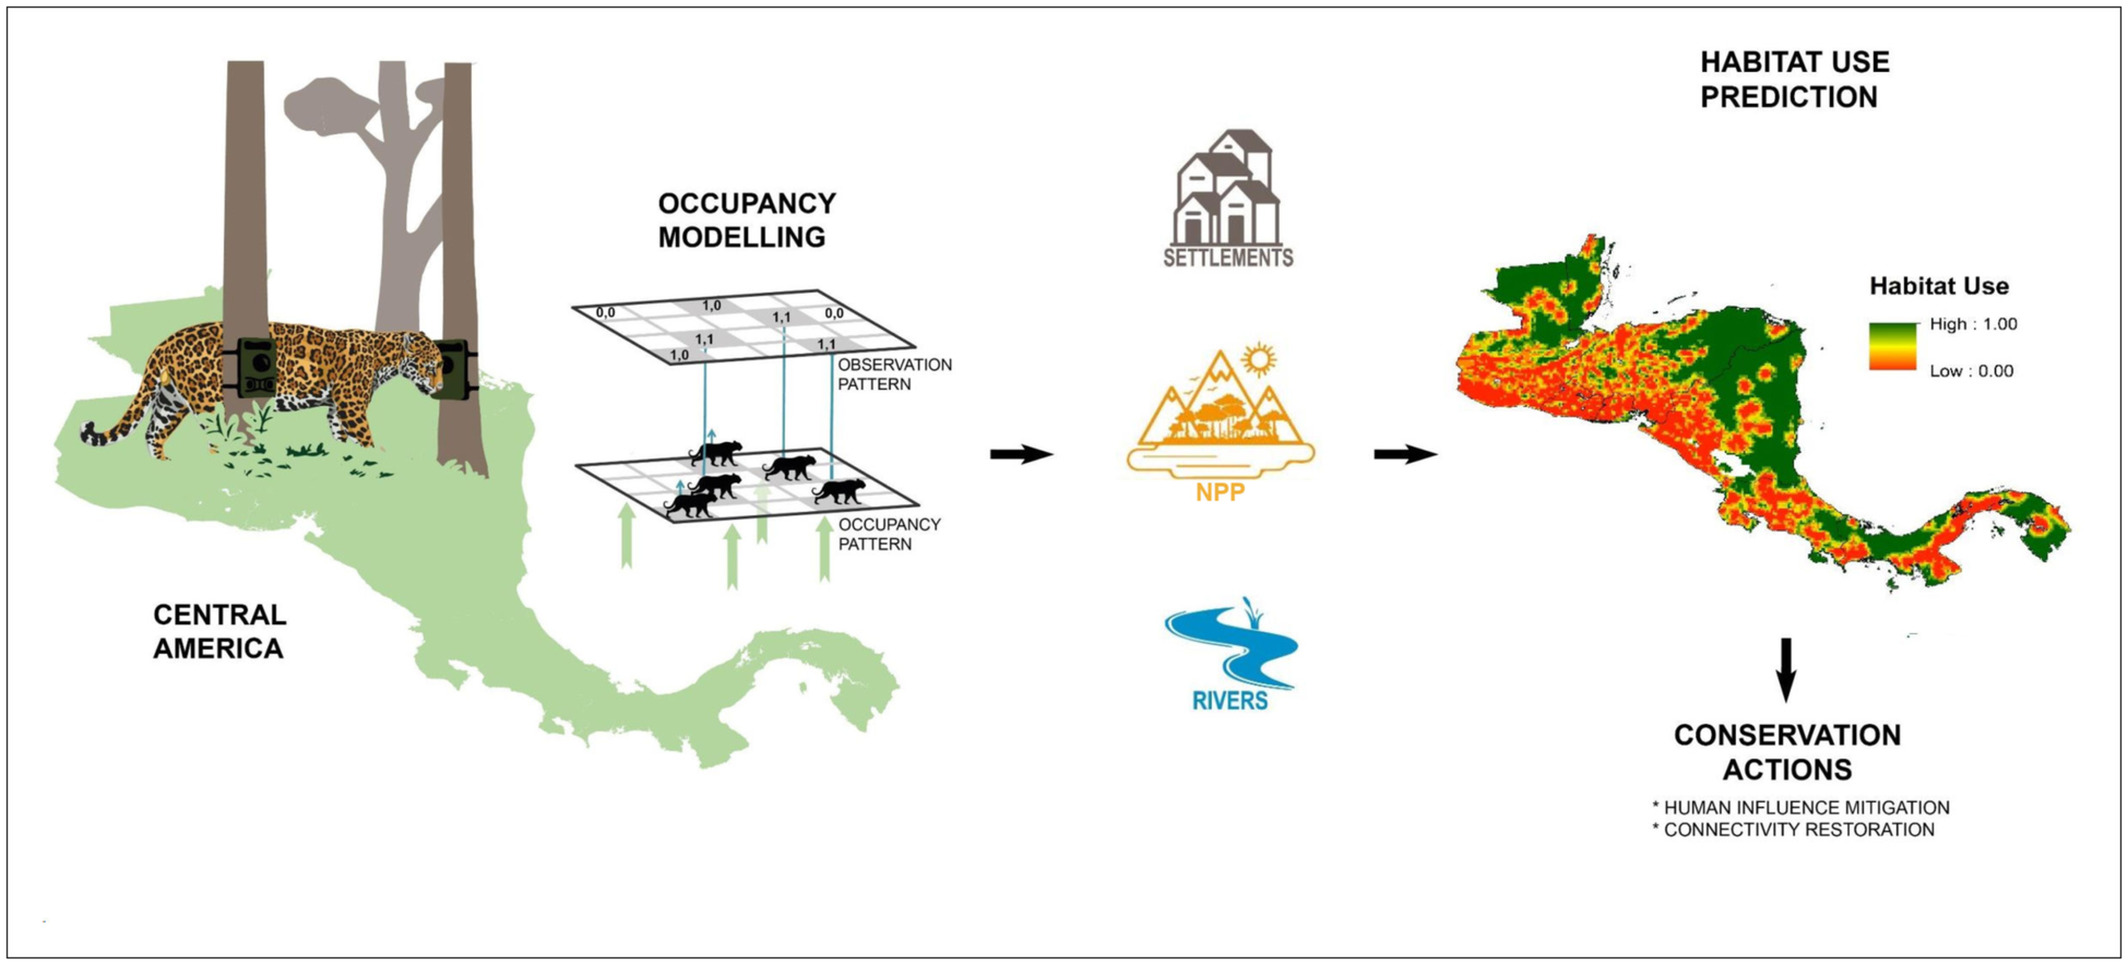 CENTRAL
AMERICA
OCCUPANCY
MODELLING
0,0
1,0
1,1
0,0
1,1
1,0
1,1
OBSERVATION
PATTERN
OCCUPANCY
PATTERN
SETTLEMENTS
NPP
RIVERS
HABITAT USE
PREDICTION
Habitat Use
High : 1.00
Low : 0.00
CONSERVATION
ACTIONS
* HUMAN INFLUENCE MITIGATION
* CONNECTIVITY RESTORATION